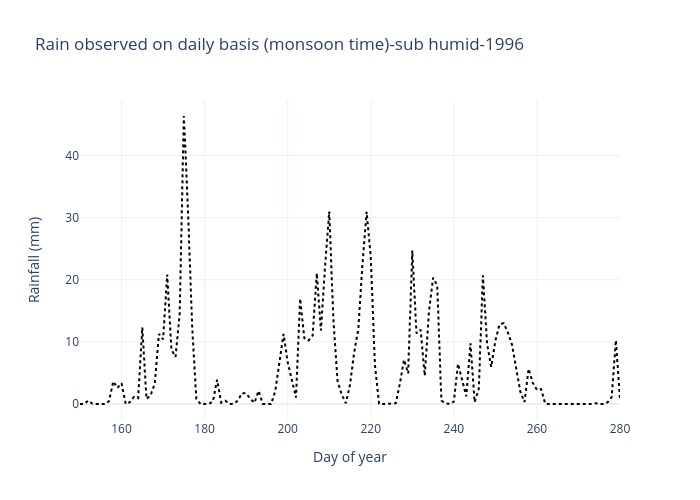 Rain observed on daily basis (monsoon time)-sub humid-1996
Rainfall (mm)
40
30
20
10
0
160 180 200 220 240 260 280
Day of year